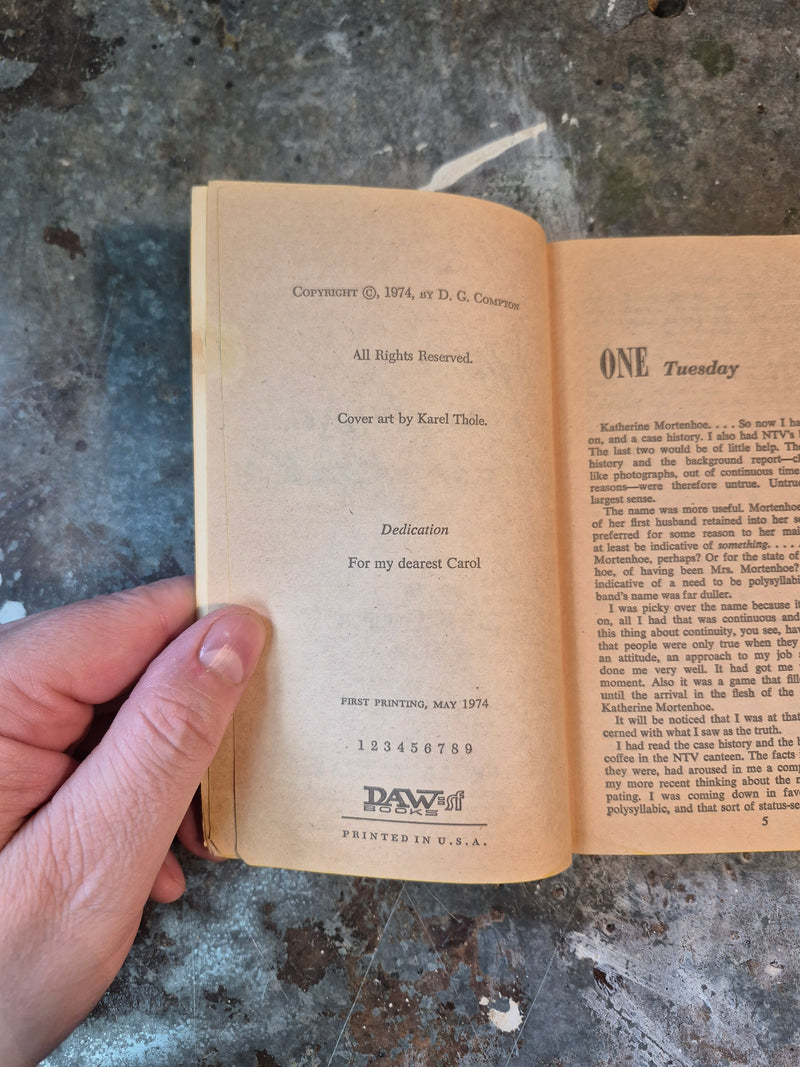 COPYRIGHT ©, 1974, BY D. G. COMPTON
All Rights Reserved.
Cover art by Karel Thole.
Dedication
For my dearest Carol
FIRST PRINTING, MAY 1974
1 2 3 4 5 6 7 8 9
DAW=sf
BOOKS
PRINTED IN U.S.A.
ONE Tuesday
Katherine Mortenhoe. . . . So now I ha
on, and a case history. I also had NTV's
The last two would be of little help. The
history and the background report—c
like photographs, out of continuous time
reasons—were therefore untrue. Untru
largest sense.
The name was more useful. Mortenhoe
of her first husband retained into her s
preferred for some reason to her mai
at least be indicative of something. . . .
Mortenhoe, perhaps? Or for the state of
hoe, of having been Mrs. Mortenhoe?
indicative of a need to be polysyllab
band's name was far duller.
I was picky over the name because i
on, all I had that was continuous and
this thing about continuity, you see, hav
that people were only true when they
an attitude, an approach to my job
done me very well. It had got me
moment. Also it was a game that fill
until the arrival in the flesh of the
Katherine Mortenhoe.
It will be noticed that I was at that
cerned with what I saw as the truth.
I had read the case history and the b
coffee in the NTV canteen. The facts
they were, had aroused in me a comp
my more recent thinking about the
pating. I was coming down in favo
polysyllabic, and that sort of status-se
5